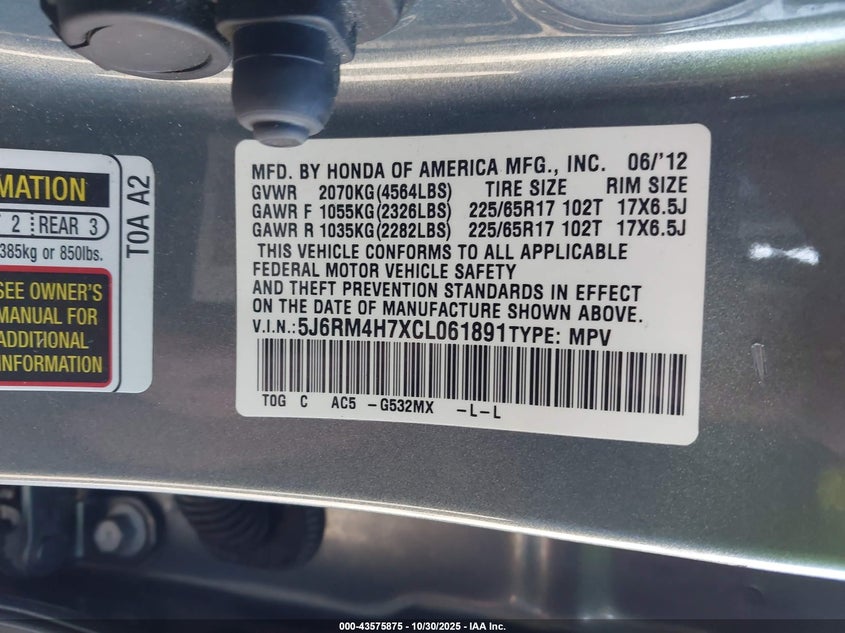 MATION
2 REAR 3
385kg or 850lbs.
SEE OWNER'S
MANUAL FOR
ADDITIONAL
INFORMATION
T0A A2
MFD. BY HONDA OF AMERICA MFG., INC. 06/'12
GVWR 2070KG(4564LBS) TIRE SIZE RIM SIZE
GAWR F 1055KG(2326LBS) 225/65R17 102T 17X6.5J
GAWR R 1035KG(2282LBS) 225/65R17 102T 17X6.5J
THIS VEHICLE CONFORMS TO ALL APPLICABLE
FEDERAL MOTOR VEHICLE SAFETY
AND THEFT PREVENTION STANDARDS IN EFFECT
ON THE DATE OF MANUFACTURE SHOWN ABOVE.
V.I.N.:5J6RM4H7XCL061891TYPE: MPV
T0G C AC5 -G532MX -L-L
000-43575875 - 10/30/2025 - IAA Inc.